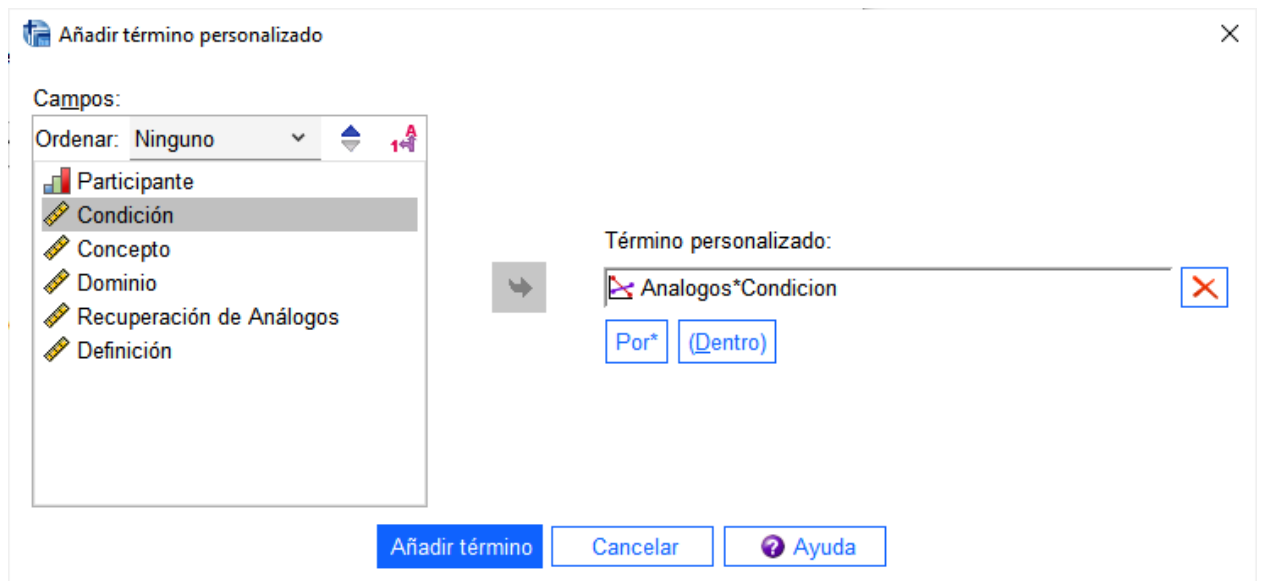 Añadir término personalizado
Campos:
Ordenar: Ninguno
Participante
Condición
Concepto
Dominio
Recuperación de Análogos
Definición
Término personalizado:
Analogos*Condicion
Por* (Dentro)
Añadir término Cancelar Ayuda